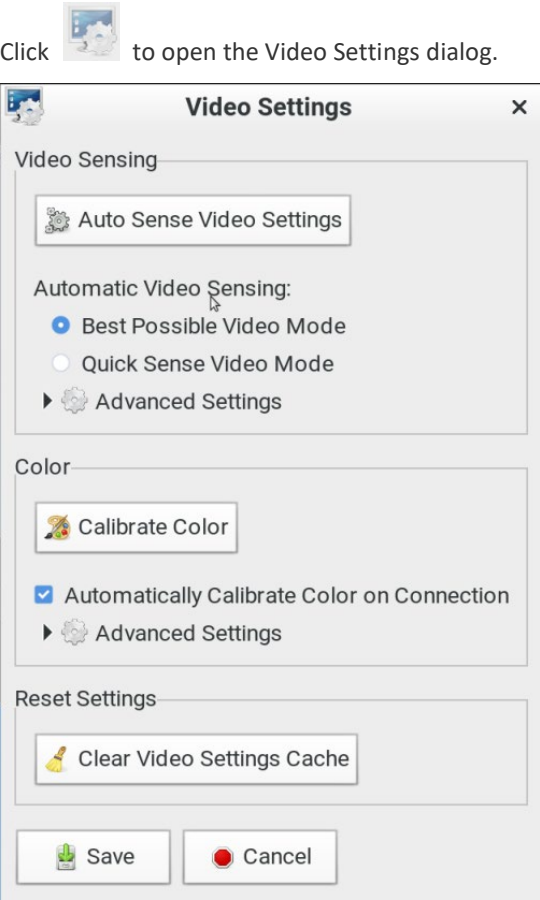 Click to open the Video Settings dialog.
Video Settings
Video Sensing
Auto Sense Video Settings
Automatic Video Sensing:
Best Possible Video Mode
Quick Sense Video Mode
Advanced Settings
Color
Calibrate Color
Automatically Calibrate Color on Connection
Advanced Settings
Reset Settings
Clear Video Settings Cache
Save Cancel